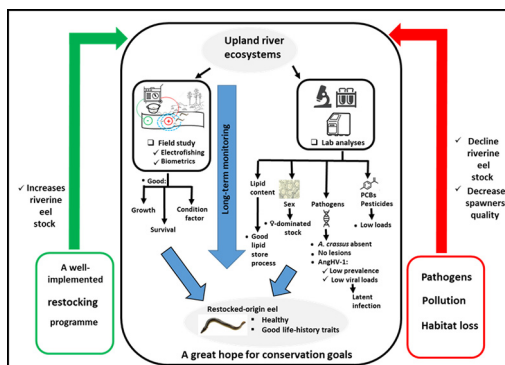 Upland river
ecosystems
❑ Field study
✓ Electrofishing
✓ Biometrics
• Good:
Growth
Survival
Condition
factor
Long-term monitoring
❑ Lab analyses
Lipid
content
• Good
lipid
store
process
Sex
• ♀-dominated
stock
Pathogens
• A. crassus absent
• No lesions
• AngHV-1:
✓ Low prevalence
✓ Low viral loads
Latent
infection
PCBs
Pesticides
• Low loads
Restocked-origin eel
• Healthy
• Good life-history traits
A great hope for conservation goals
✓ Increases
riverine
eel
stock
A well-
implemented
restocking
programme
✓ Decline
riverine
eel
stock
✓ Decrease
spawners
quality
Pathogens
Pollution
Habitat loss